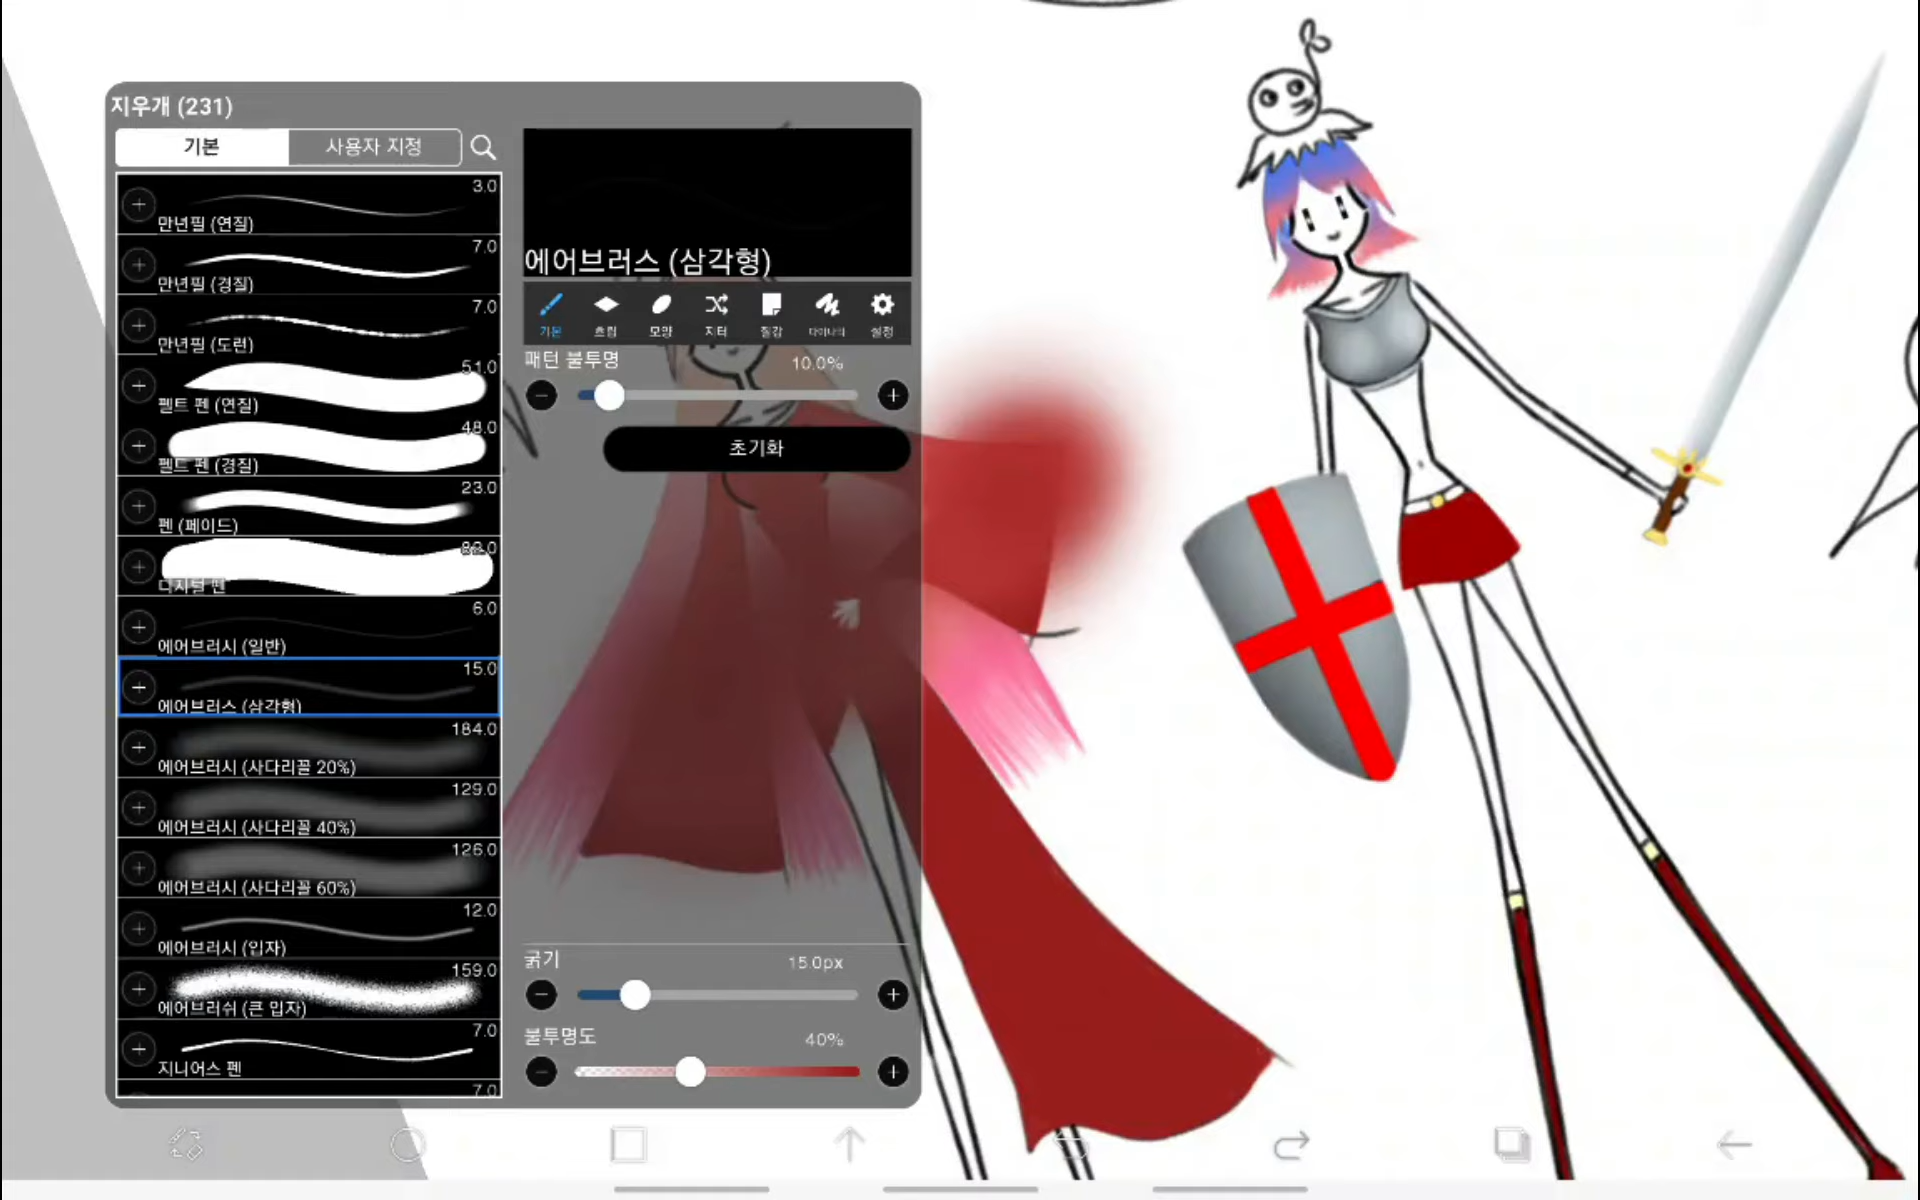 지우개 (231)
기본
사용자 지정
3.0
만년필 (연질)
7.0
만년필 (경질)
7.0
만년필 (도런)
51.0
펠트 펜 (연질)
48.0
펠트 펜 (경질)
23.0
펜 (페이드)
디지털 펜
6.0
에어브러시 (일반)
15.0
에어브러스 (삼각형)
184.0
에어브러시 (사다리꼴 20%)
129.0
에어브러시 (사다리꼴 40%)
126.0
에어브러시 (사다리꼴 60%)
12.0
에어브러시 (입자)
159.0
에어브러쉬 (큰 입자)
7.0
지니어스 펜
7.0
에어브러스 (삼각형)
기본
흐림
모양
지터
질감
설정
패턴 불투명
10.0%
초기화
굵기
15.0px
불투명도
40%